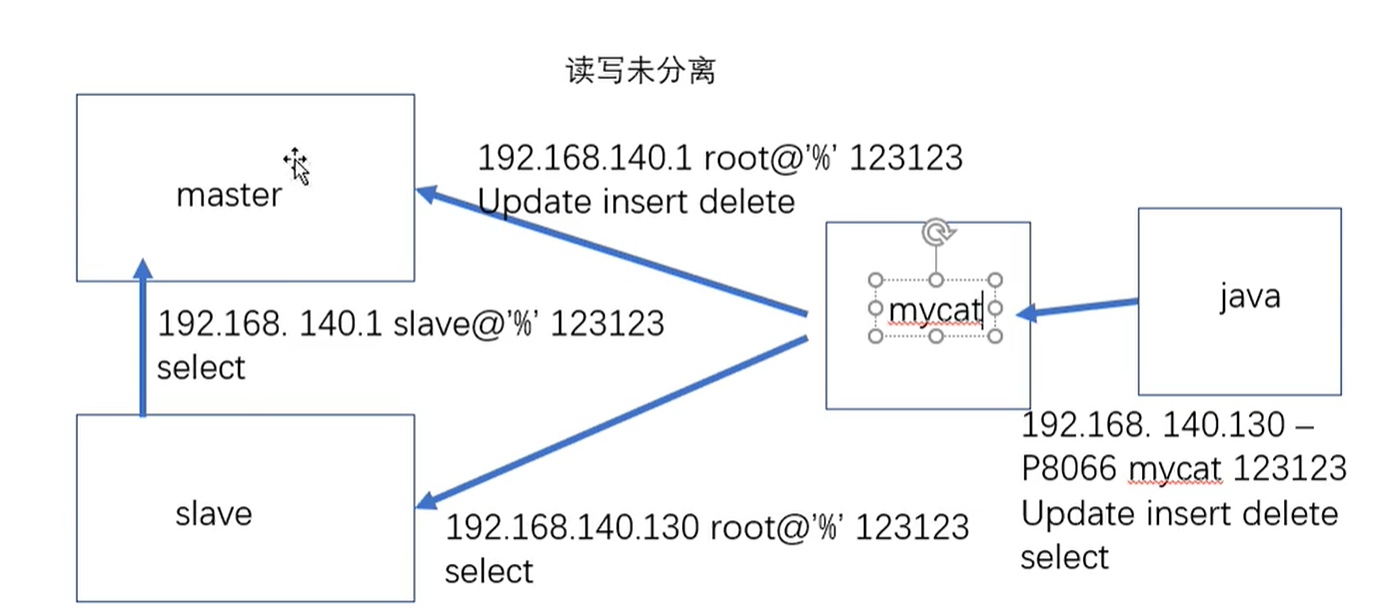 读写未分离
192.168.140.1 root@'%' 123123
Update insert delete
master
mycat
java
192.168. 140.1 slave@'%' 123123
select
192.168. 140.130 –
P8066 mycat 123123
Update insert delete
select
slave
192.168.140.130 root@'%' 123123
select